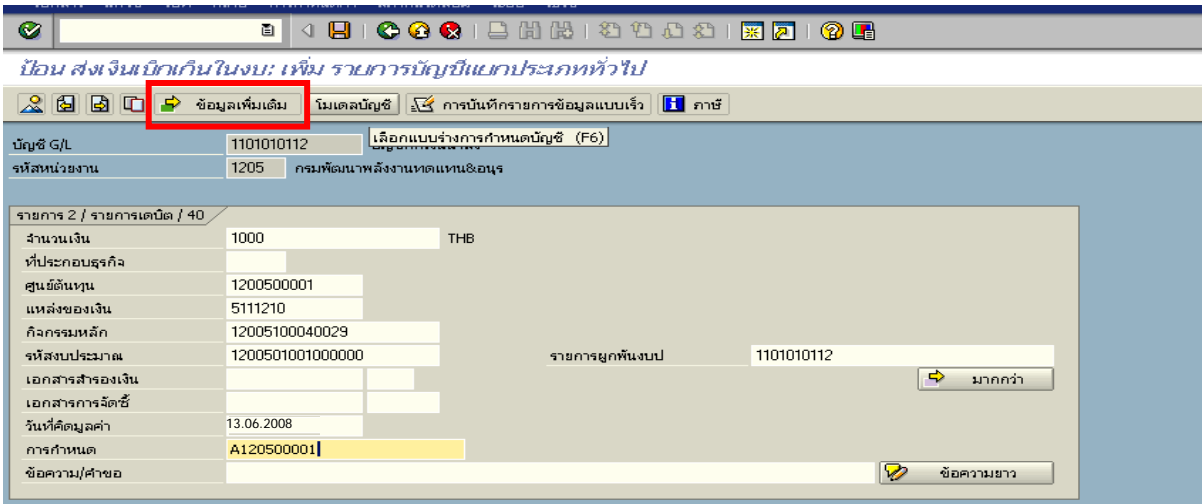 ป้อน ส่งเงินเบิกเกินในงบ: เพิ่ม รายการบัญชีแยกประเภททั่วไป
ข้อมูลเพิ่มเติม โมเดลบัญชี การบันทึกรายการข้อมูลแบบเร็ว ภาษี
เลือกแบบร่างการกำหนดบัญชี (F6)
บัญชี G/L 1101010112
รหัสหน่วยงาน 1205 กรมพัฒนาพลังงานทดแทน&อนุร
รายการ 2 / รายการเดบิต / 40
จำนวนเงิน 1000 THB
ที่ประกอบธุรกิจ
ศูนย์ต้นทุน 1200500001
แหล่งของเงิน 5111210
กิจกรรมหลัก 12005100040029
รหัสงบประมาณ 1200501001000000 รายการผูกพันงบป 1101010112
เอกสารสำรองเงิน มากกว่า
เอกสารการจัดซื้
วันที่คิดมูลค่า 13.06.2008
การกำหนด A120500001
ข้อความ/คำขอ ข้อความยาว